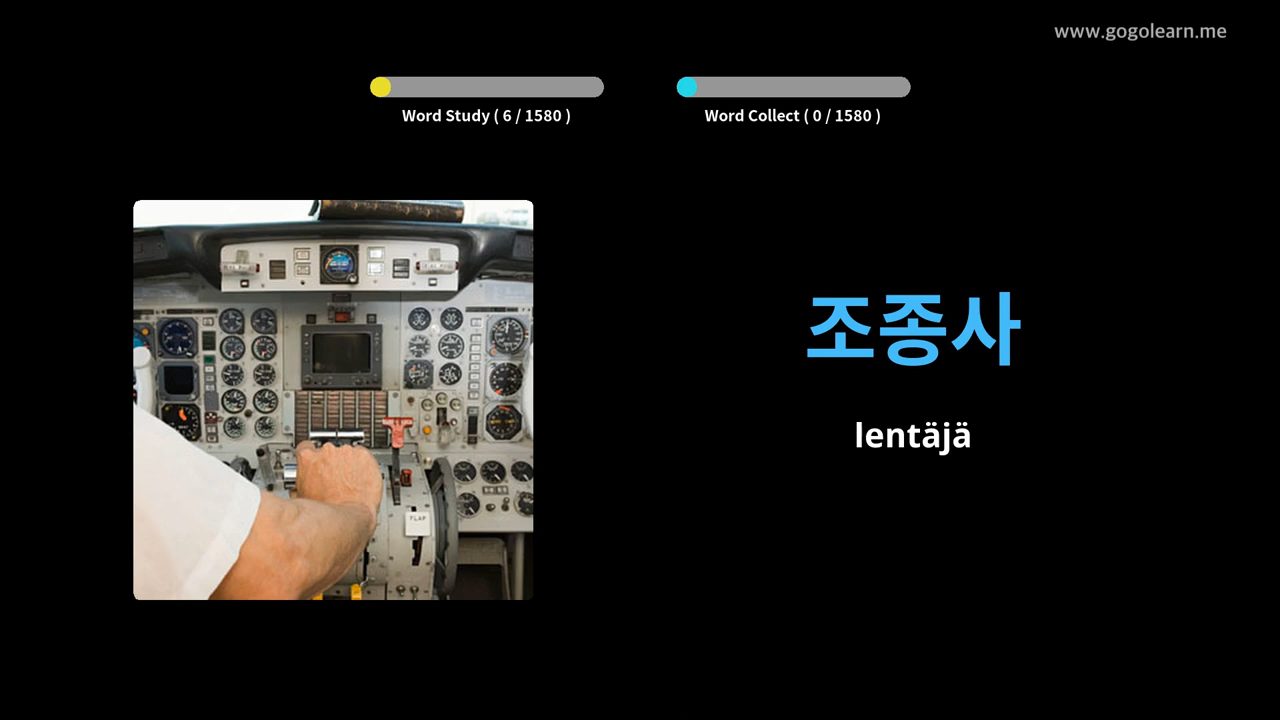 www.gogolearn.me
Word Study ( 6 / 1580 )
Word Collect ( 0 / 1580 )
조종사
lentäjä
FLAP